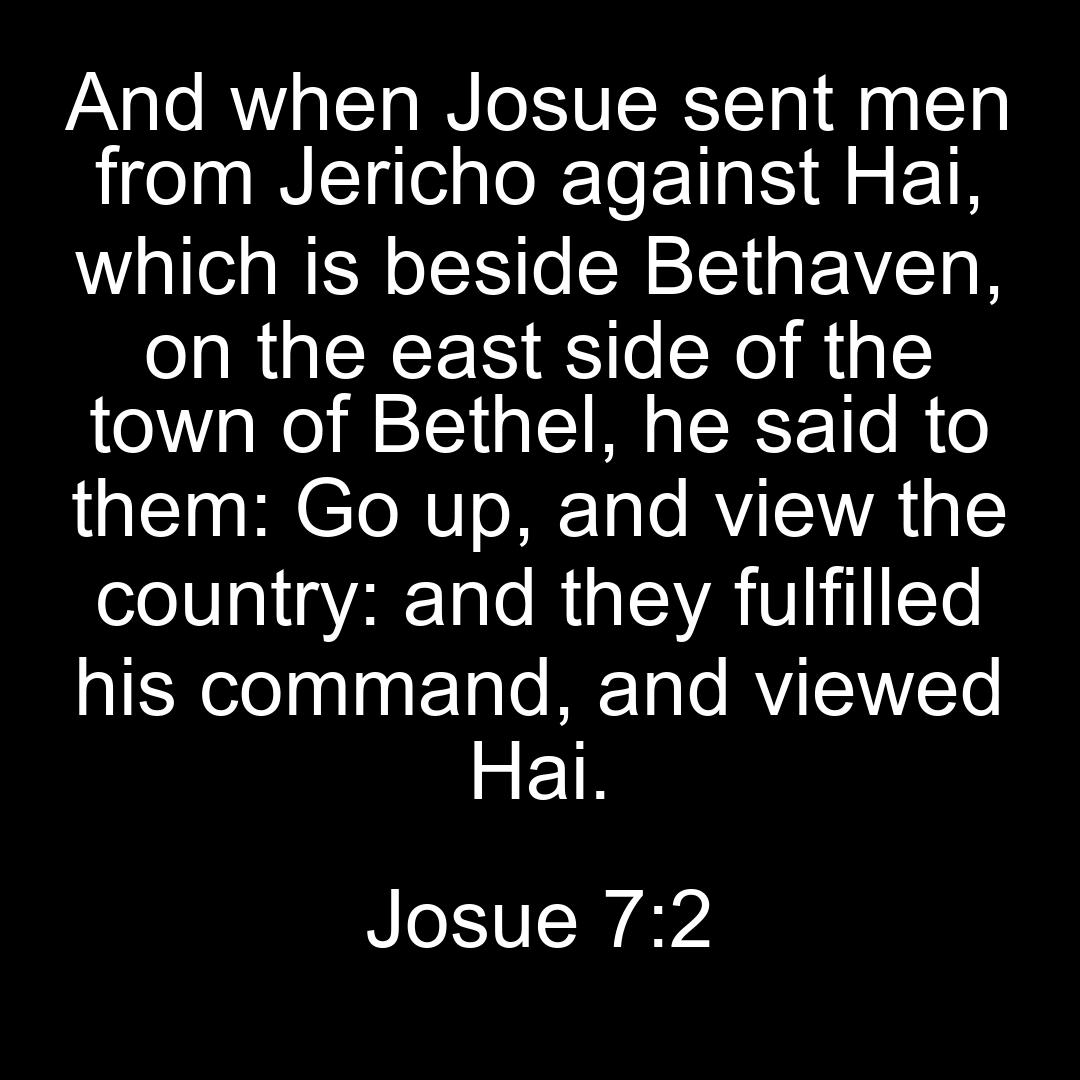 And when Josue sent men
from Jericho against Hai,
which is beside Bethaven,
on the east side of the
town of Bethel, he said to
them: Go up, and view the
country: and they fulfilled
his command, and viewed
Hai.
Josue 7:2